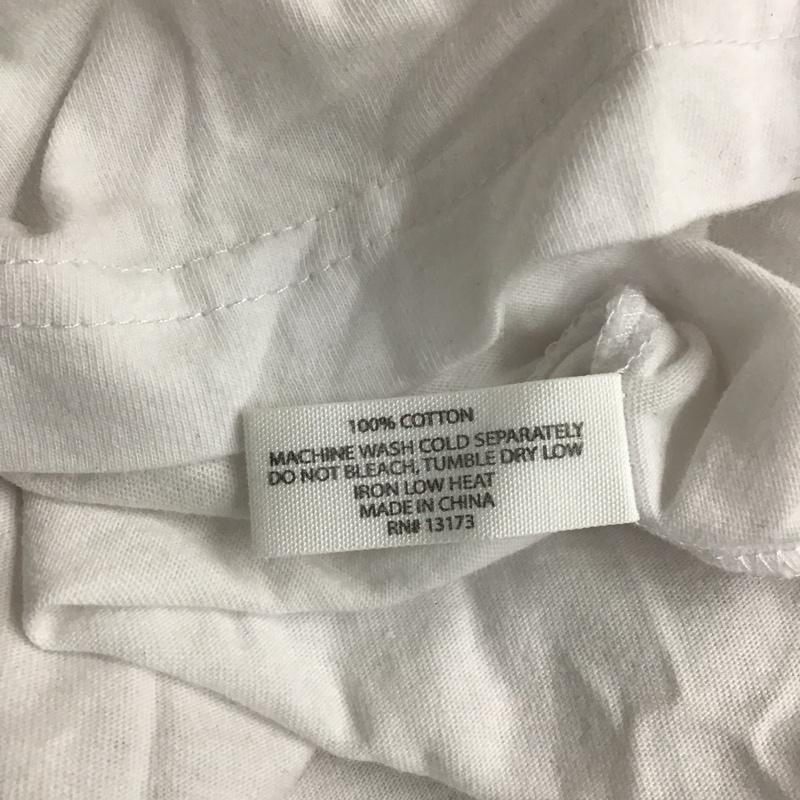 100% COTTON
MACHINE WASH COLD SEPARATELY
DO NOT BLEACH, TUMBLE DRY LOW
IRON LOW HEAT
MADE IN CHINA
RN# 13173